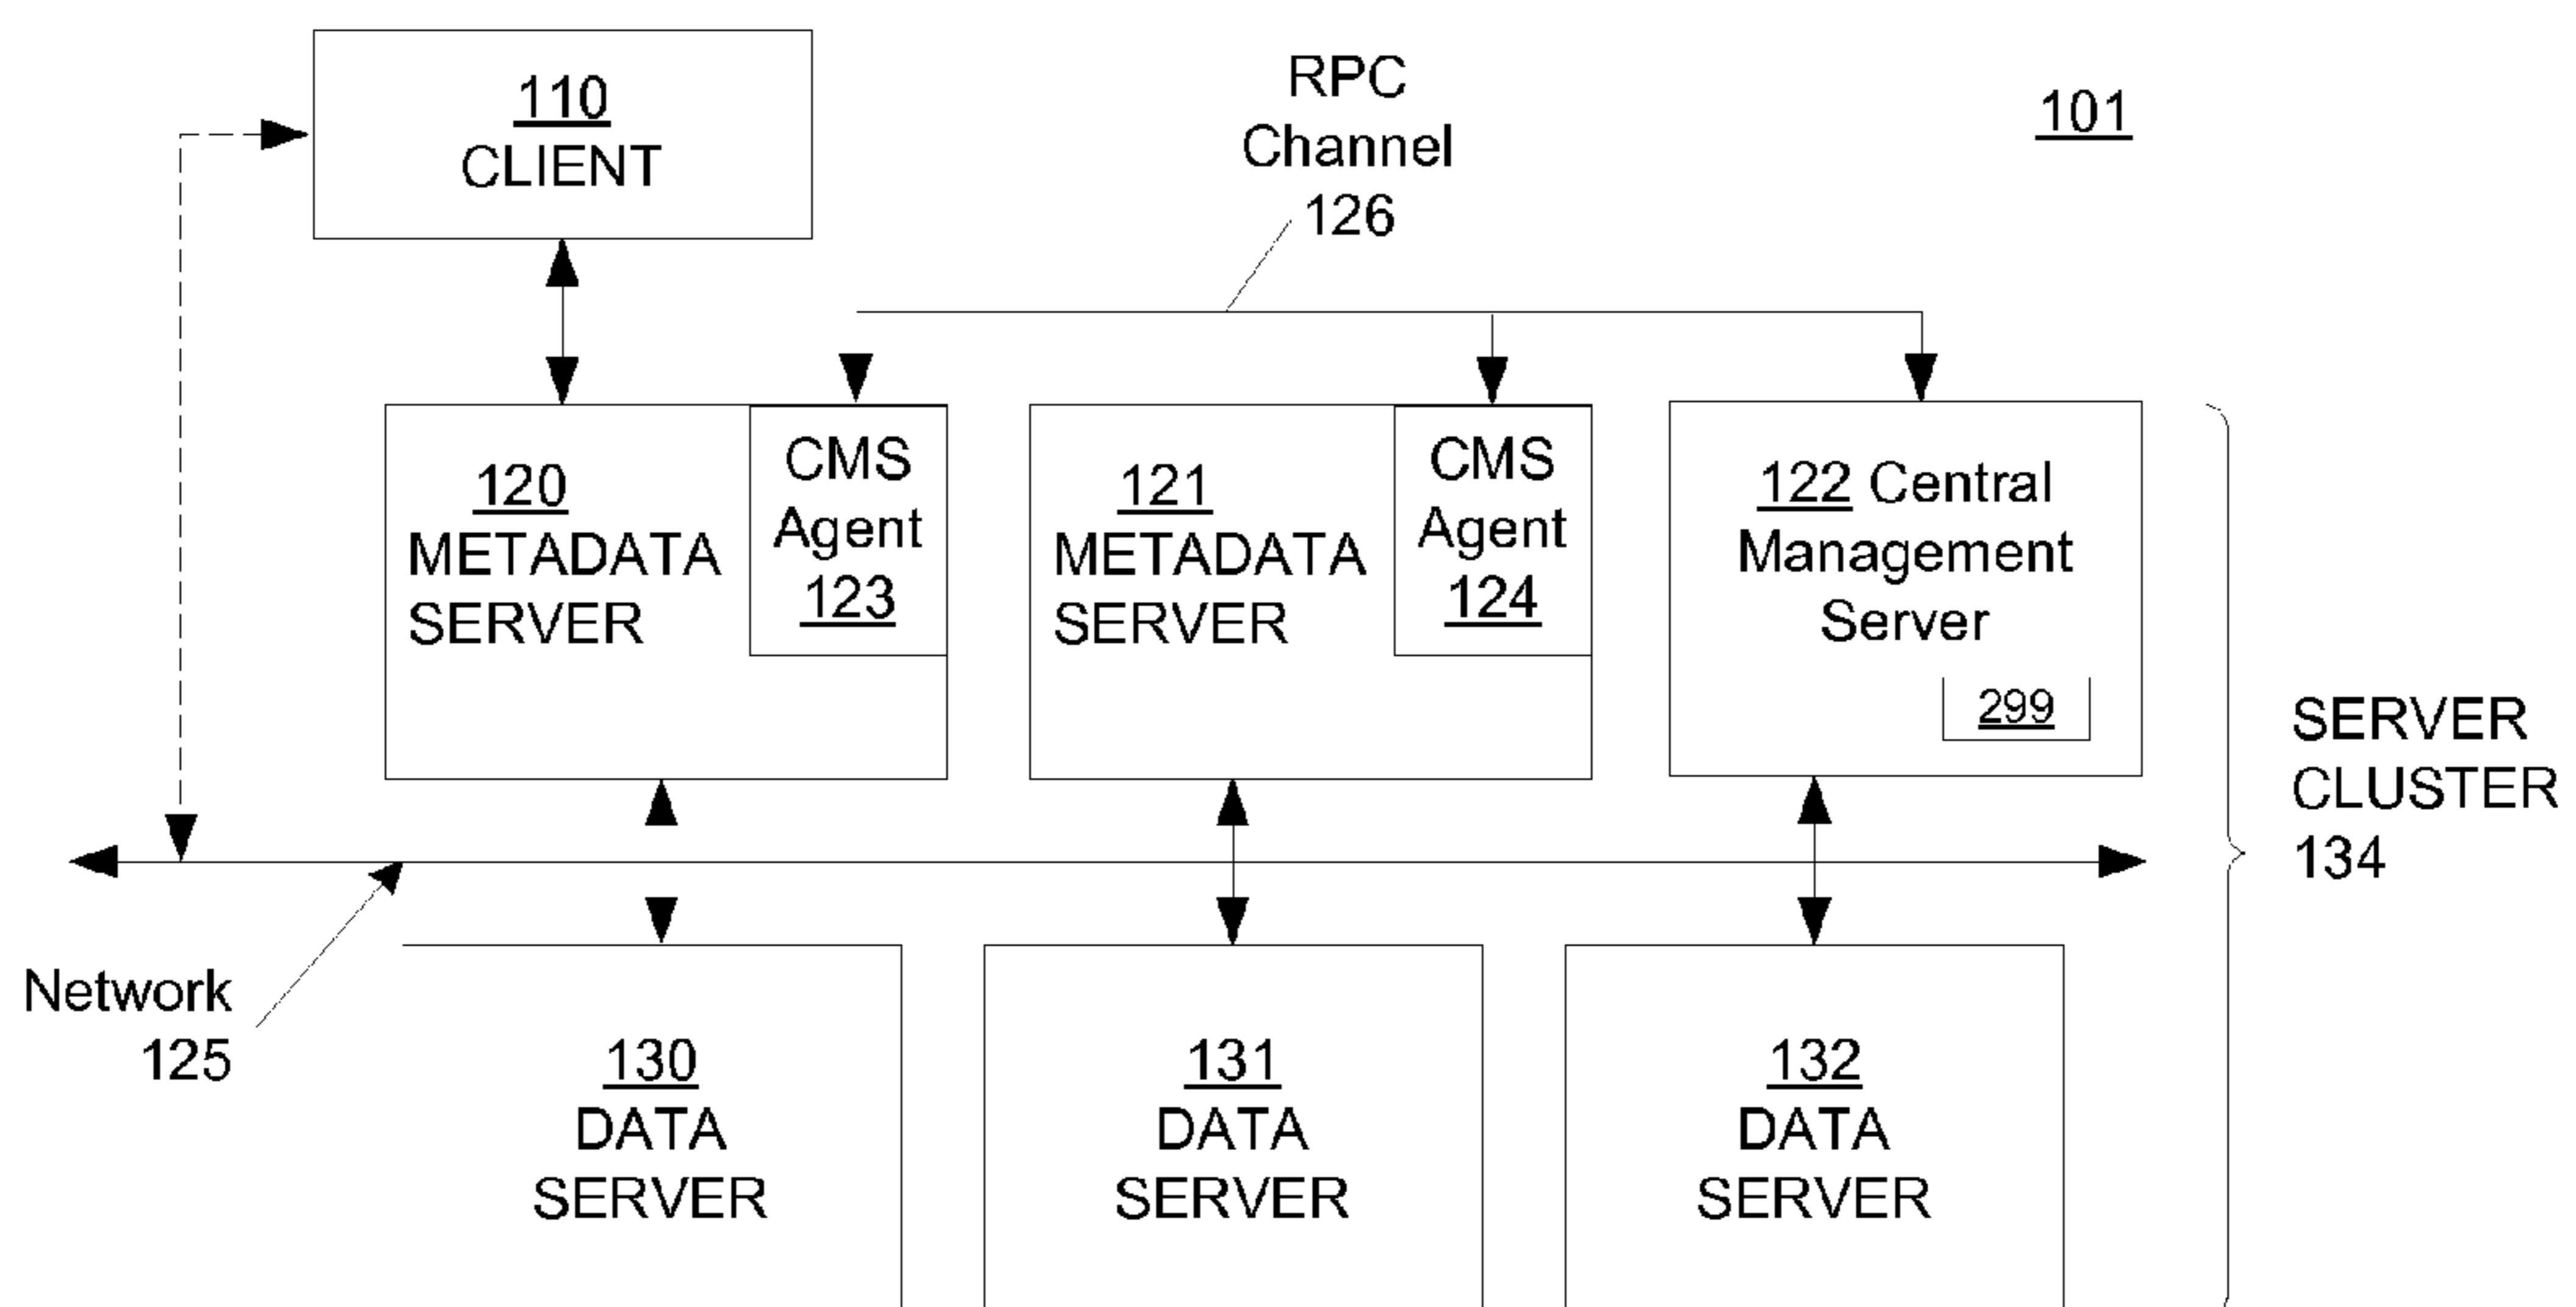 110
CLIENT
RPC
Channel
126
101
120
METADATA
SERVER
CMS
Agent
123
121
METADATA
SERVER
CMS
Agent
124
122 Central
Management
Server
299
SERVER
CLUSTER
134
Network
125
130
DATA
SERVER
131
DATA
SERVER
132
DATA
SERVER